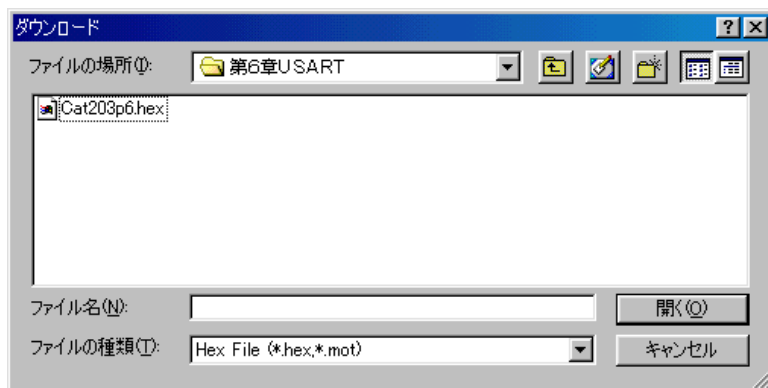 ダウンロード
ファイルの場所(I):
第6章USART
Cat203p6.hex
ファイル名(N):
開く(O)
ファイルの種類(T):
Hex File (*.hex,*.mot)
キャンセル